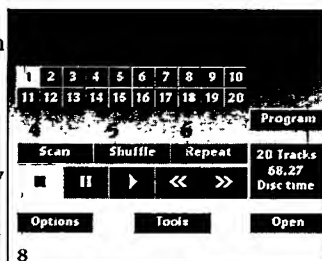 1 2 3 4 5 6 7 8 9 10
11 12 13 14 15 16 17 18 19 20
4 5 6
Program
Scan Shuffle Repeat
20 Tracks
68.27
Disc time
Options Tools Open
8